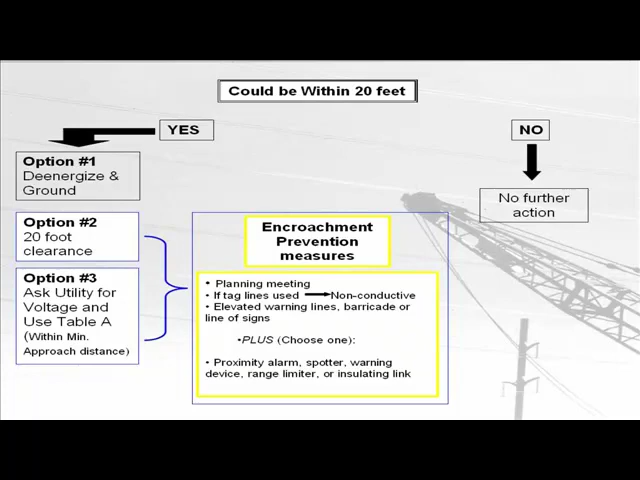 Could be Within 20 feet
YES
NO
Option #1
Deenergize &
Ground
No further
action
Option #2
20 foot
clearance
Option #3
Ask Utility for
Voltage and
Use Table A
(Within Min.
Approach distance)
Encroachment
Prevention
measures
• Planning meeting
• If tag lines used Non-conductive
• Elevated warning lines, barricade or
line of signs
•PLUS (Choose one):
• Proximity alarm, spotter, warning
device, range limiter, or insulating link